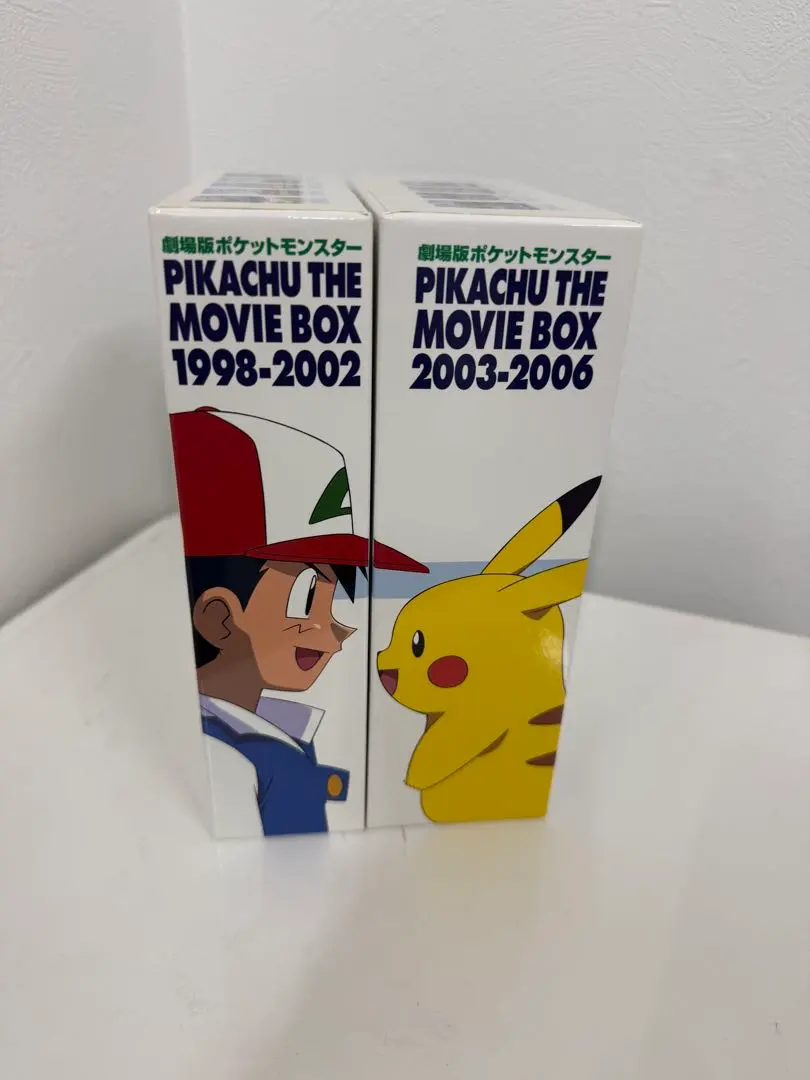 劇場版ポケットモンスター
PIKACHU THE
MOVIE BOX
1998-2002
劇場版ポケットモンスター
PIKACHU THE
MOVIE BOX
2003-2006